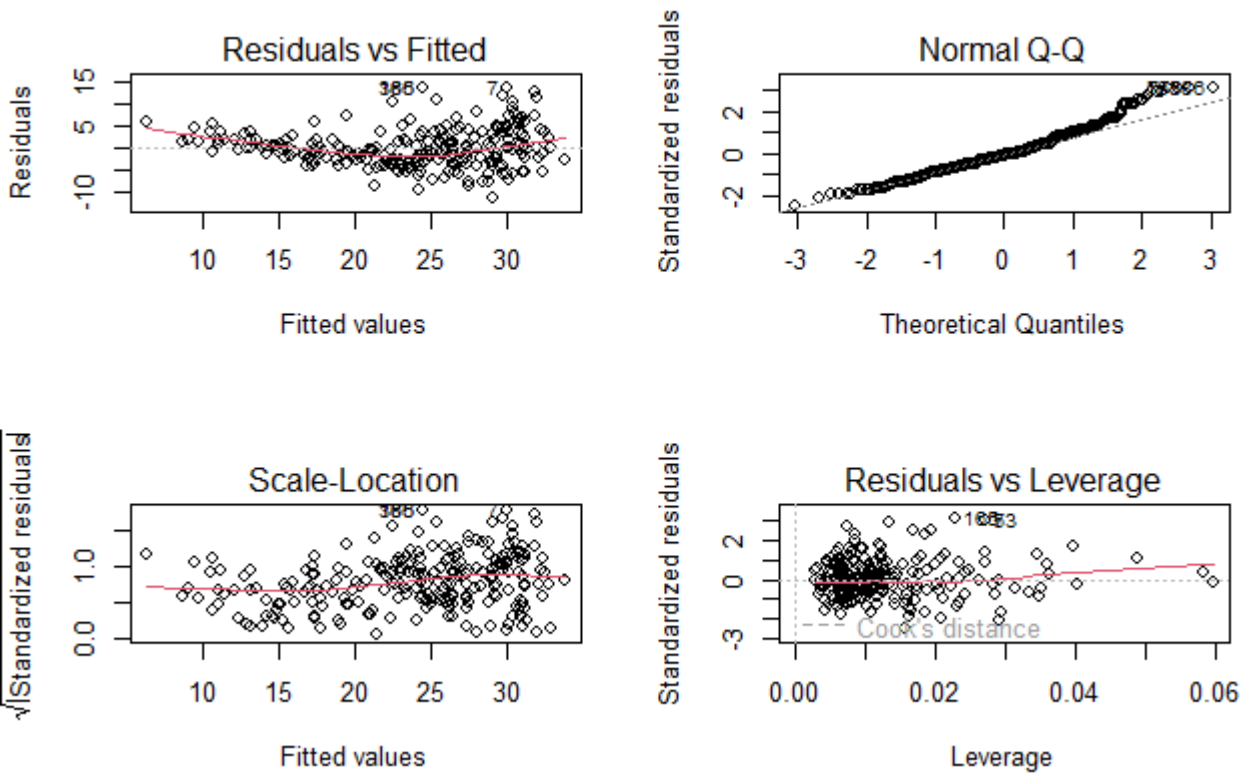 Residuals vs Fitted
Residuals
15
5
-10
7
10 15 20 25 30
Fitted values
Normal Q-Q
Standardized residuals
2
0
-2
-3 -2 -1 0 1 2 3
Theoretical Quantiles
Scale-Location
√|Standardized residuals|
1.0
0.0
10 15 20 25 30
Fitted values
Residuals vs Leverage
Standardized residuals
2
0
-3
Cook's distance
0.00 0.02 0.04 0.06
Leverage